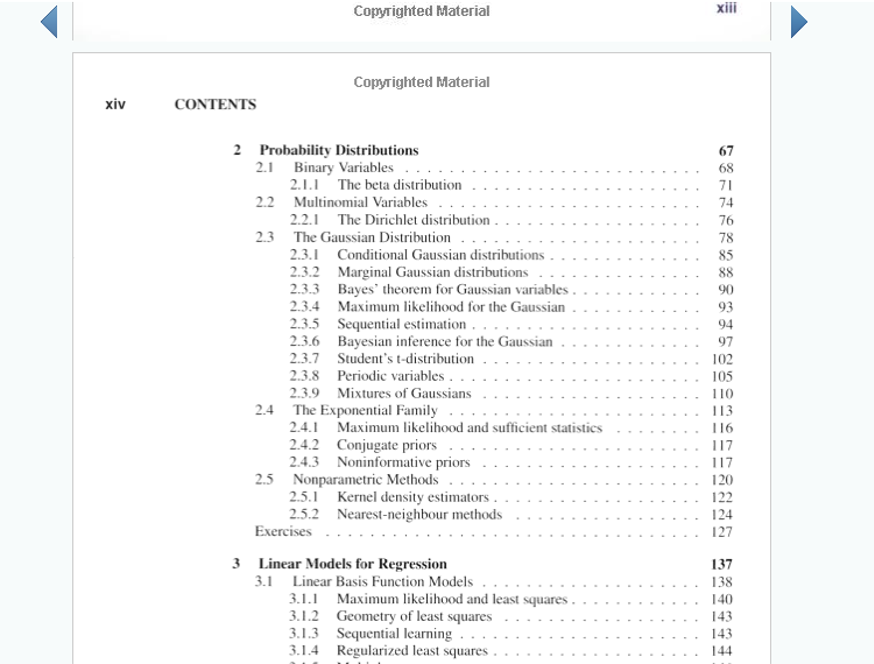 Copyrighted Material
xiii
Copyrighted Material
xiv CONTENTS
2 Probability Distributions 67
2.1 Binary Variables . . . . . . . . . . . . . . . . . . . . . . . . . . . 68
2.1.1 The beta distribution . . . . . . . . . . . . . . . . . . . . . 71
2.2 Multinomial Variables . . . . . . . . . . . . . . . . . . . . . . . . 74
2.2.1 The Dirichlet distribution . . . . . . . . . . . . . . . . . . . 76
2.3 The Gaussian Distribution . . . . . . . . . . . . . . . . . . . . . . 78
2.3.1 Conditional Gaussian distributions . . . . . . . . . . . . . . 85
2.3.2 Marginal Gaussian distributions . . . . . . . . . . . . . . . 88
2.3.3 Bayes' theorem for Gaussian variables . . . . . . . . . . . . 90
2.3.4 Maximum likelihood for the Gaussian . . . . . . . . . . . . 93
2.3.5 Sequential estimation . . . . . . . . . . . . . . . . . . . . . 94
2.3.6 Bayesian inference for the Gaussian . . . . . . . . . . . . . 97
2.3.7 Student's t-distribution . . . . . . . . . . . . . . . . . . . . 102
2.3.8 Periodic variables . . . . . . . . . . . . . . . . . . . . . . . 105
2.3.9 Mixtures of Gaussians . . . . . . . . . . . . . . . . . . . . 110
2.4 The Exponential Family . . . . . . . . . . . . . . . . . . . . . . . 113
2.4.1 Maximum likelihood and sufficient statistics . . . . . . . . 116
2.4.2 Conjugate priors . . . . . . . . . . . . . . . . . . . . . . . 117
2.4.3 Noninformative priors . . . . . . . . . . . . . . . . . . . . 117
2.5 Nonparametric Methods . . . . . . . . . . . . . . . . . . . . . . . 120
2.5.1 Kernel density estimators . . . . . . . . . . . . . . . . . . . 122
2.5.2 Nearest-neighbour methods . . . . . . . . . . . . . . . . . 124
Exercises . . . . . . . . . . . . . . . . . . . . . . . . . . . . . . . . . . 127
3 Linear Models for Regression 137
3.1 Linear Basis Function Models . . . . . . . . . . . . . . . . . . . . 138
3.1.1 Maximum likelihood and least squares . . . . . . . . . . . . 140
3.1.2 Geometry of least squares . . . . . . . . . . . . . . . . . . 143
3.1.3 Sequential learning . . . . . . . . . . . . . . . . . . . . . . 143
3.1.4 Regularized least squares . . . . . . . . . . . . . . . . . . . 144